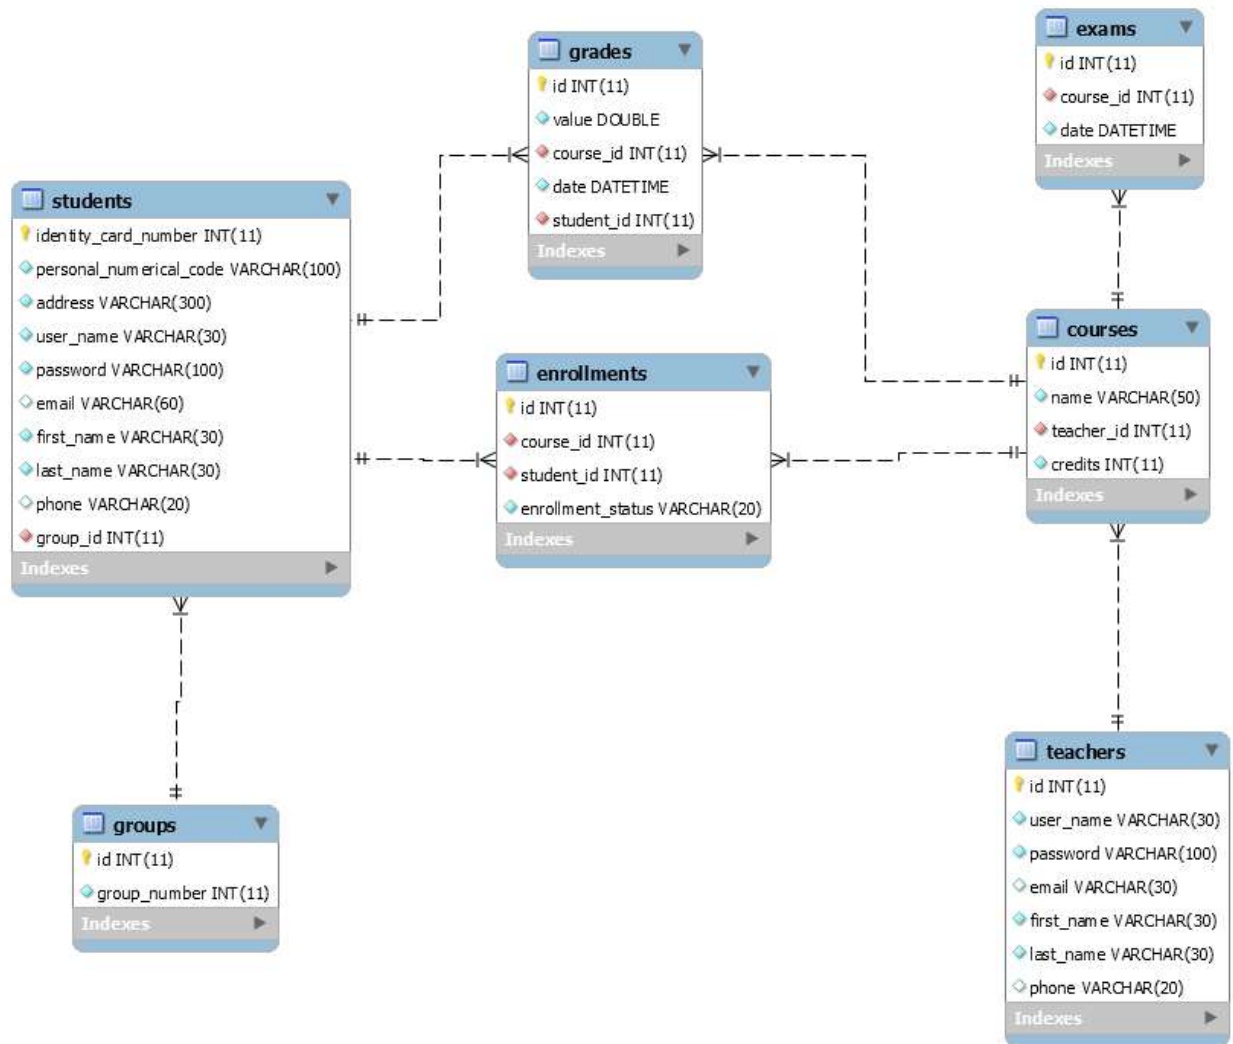 grades
id INT(11)
value DOUBLE
course_id INT(11)
date DATETIME
student_id INT(11)
Indexes
exams
id INT(11)
course_id INT(11)
date DATETIME
Indexes
students
identity_card_number INT(11)
personal_numerical_code VARCHAR(100)
address VARCHAR(300)
user_name VARCHAR(30)
password VARCHAR(100)
email VARCHAR(60)
first_name VARCHAR(30)
last_name VARCHAR(30)
phone VARCHAR(20)
group_id INT(11)
Indexes
enrollments
id INT(11)
course_id INT(11)
student_id INT(11)
enrollment_status VARCHAR(20)
Indexes
courses
id INT(11)
name VARCHAR(50)
teacher_id INT(11)
credits INT(11)
Indexes
groups
id INT(11)
group_number INT(11)
Indexes
teachers
id INT(11)
user_name VARCHAR(30)
password VARCHAR(100)
email VARCHAR(30)
first_name VARCHAR(30)
last_name VARCHAR(30)
phone VARCHAR(20)
Indexes